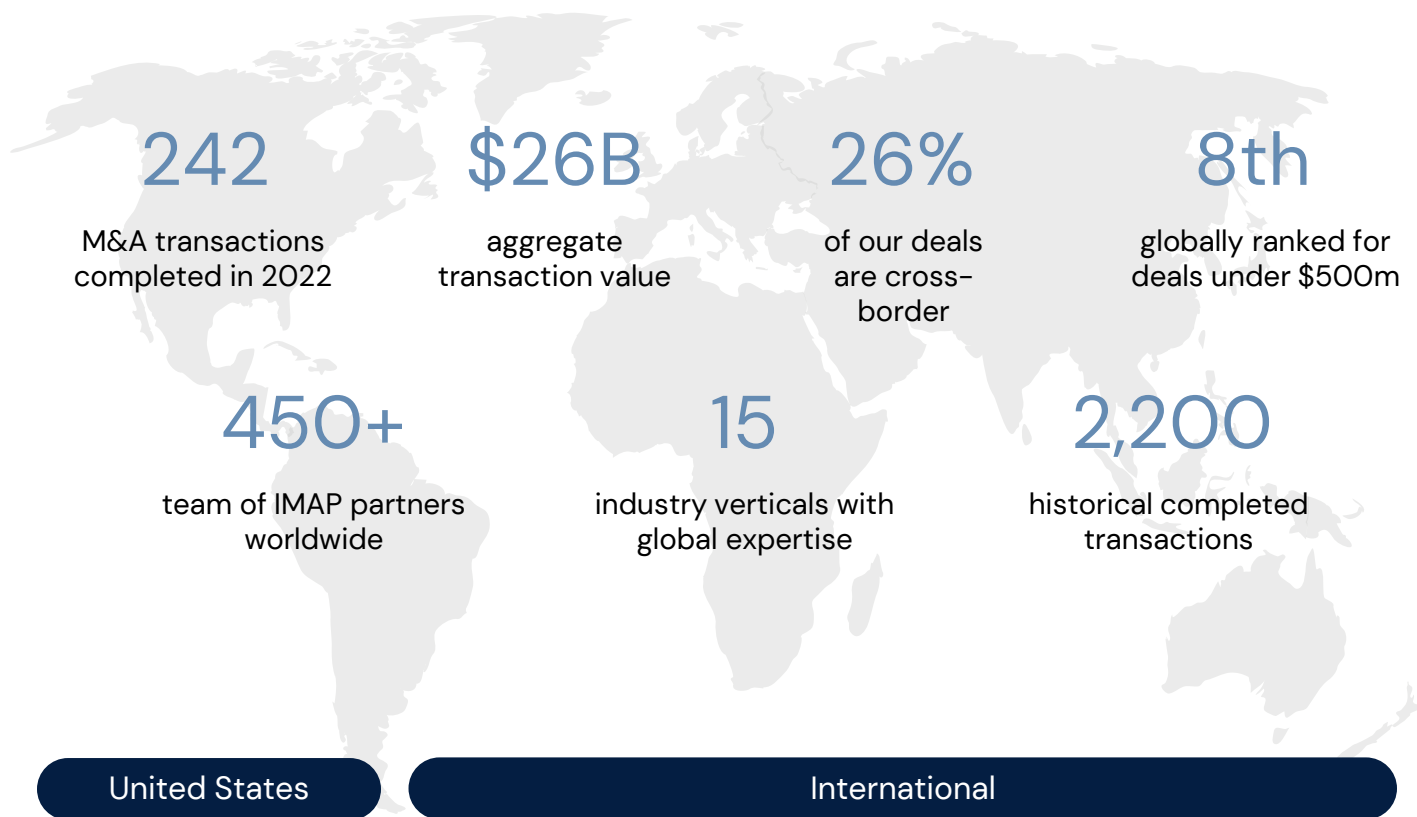 242
M&A transactions
completed in 2022
$26B
aggregate
transaction value
26%
of our deals
are cross-
border
8th
globally ranked for
deals under $500m
450+
team of IMAP partners
worldwide
15
industry verticals with
global expertise
2,200
historical completed
transactions
United States
International